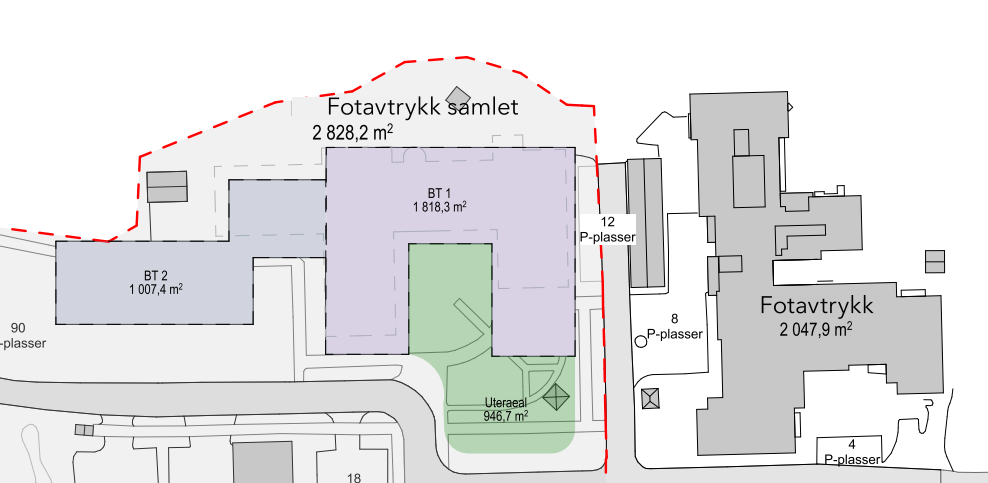 Fotavtrykk samlet
2 828,2 m²
BT 1
1 818,3 m²
12
P-plasser
BT 2
1 007,4 m²
90
-plasser
8
P-plasser
Fotavtrykk
2 047,9 m²
Uteraeal
946,7 m²
4
P-plasser
18